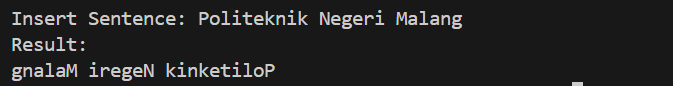 Insert Sentence: Politeknik Negeri Malang
Result:
gnalaM iregeN kinketiloP